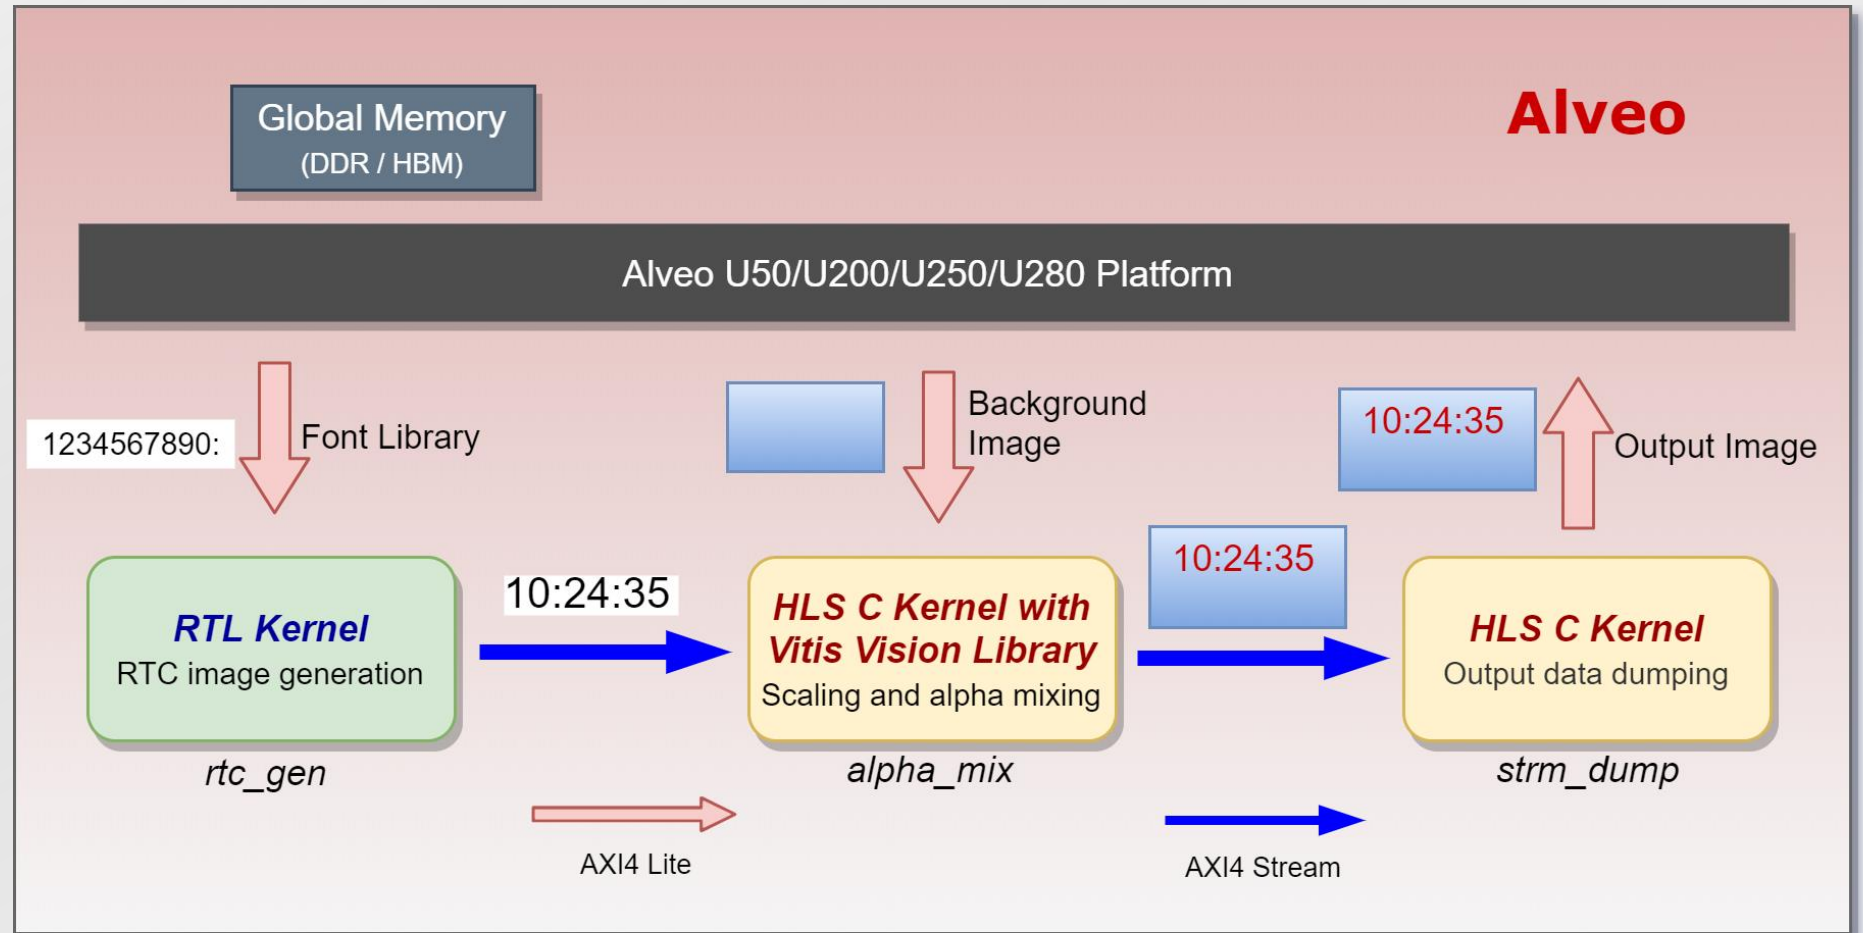 Global Memory
(DDR / HBM)
Alveo
Alveo U50/U200/U250/U280 Platform
1234567890:
Font Library
Background
Image
10:24:35
Output Image
RTL Kernel
RTC image generation
rtc_gen
10:24:35
HLS C Kernel with
Vitis Vision Library
Scaling and alpha mixing
alpha_mix
10:24:35
HLS C Kernel
Output data dumping
strm_dump
AXI4 Lite
AXI4 Stream